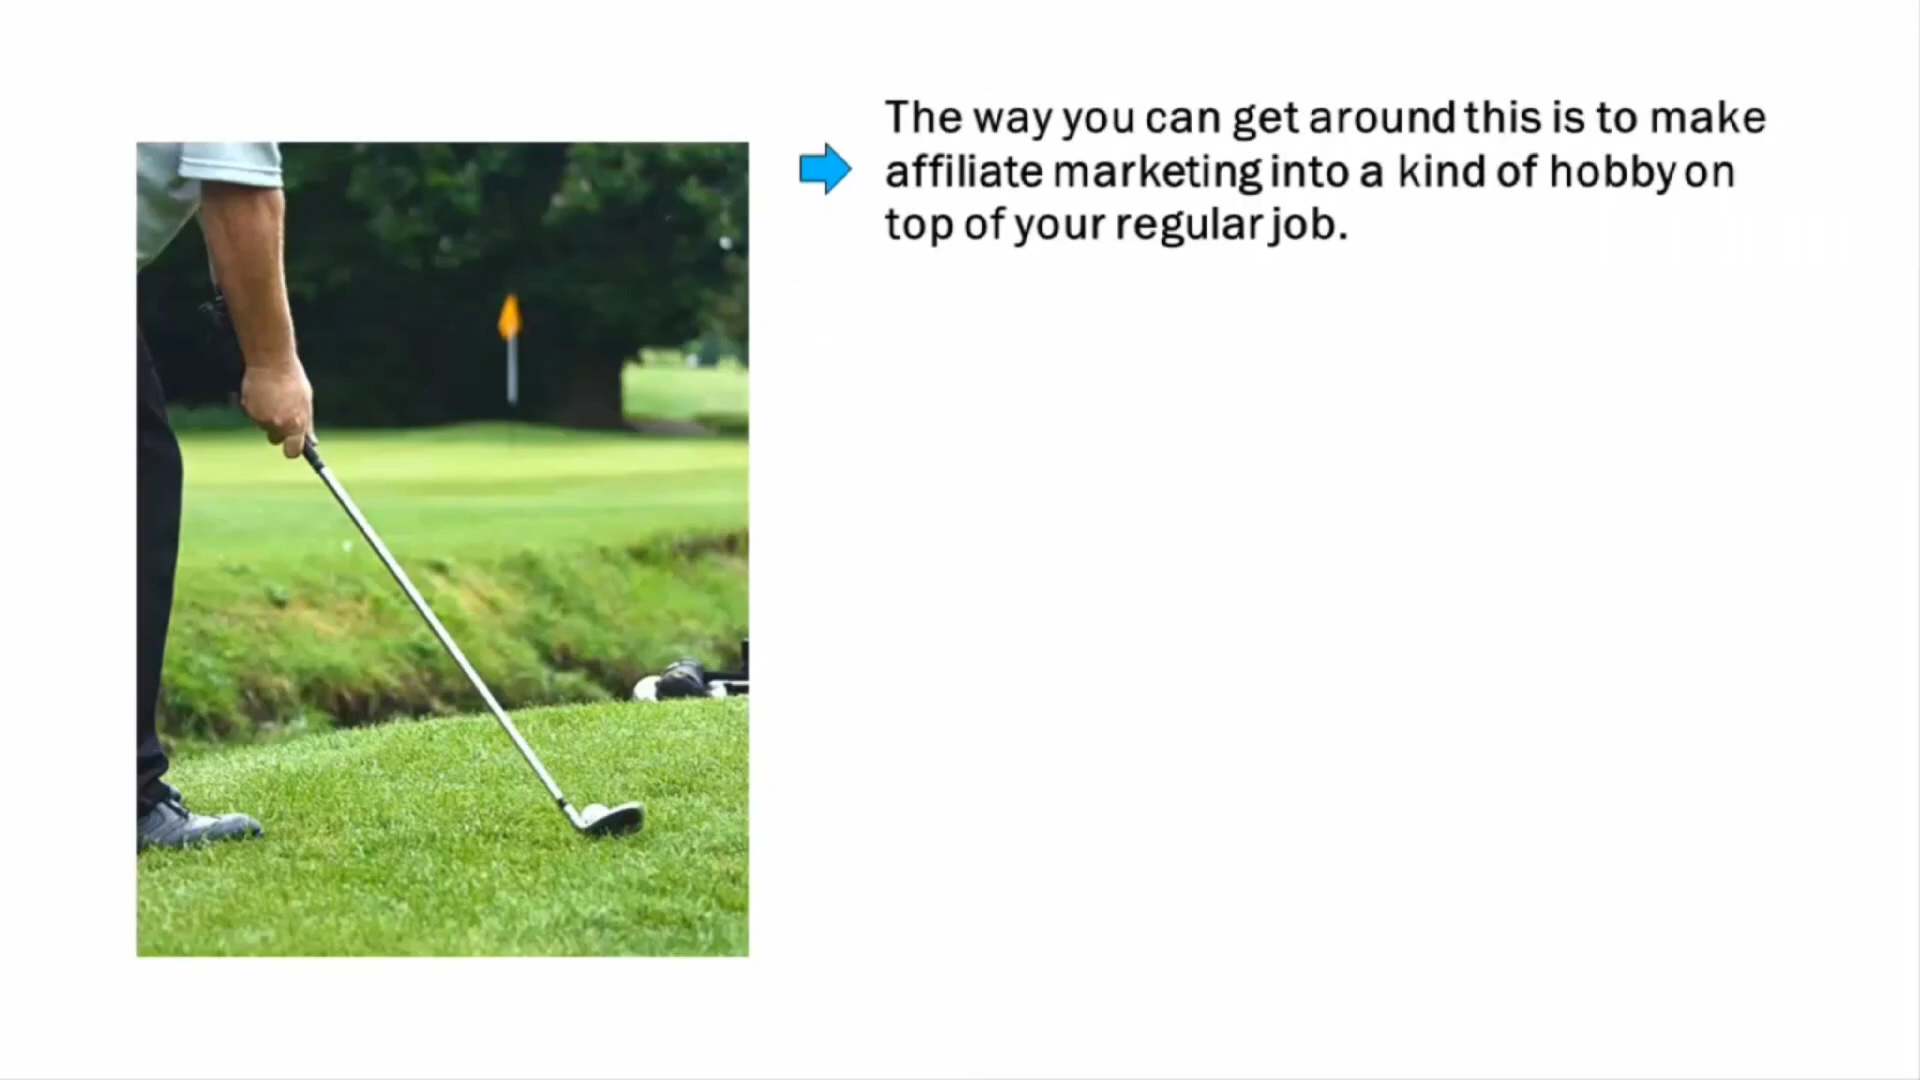 The way you can get around this is to make
affiliate marketing into a kind of hobby on
top of your regular job.